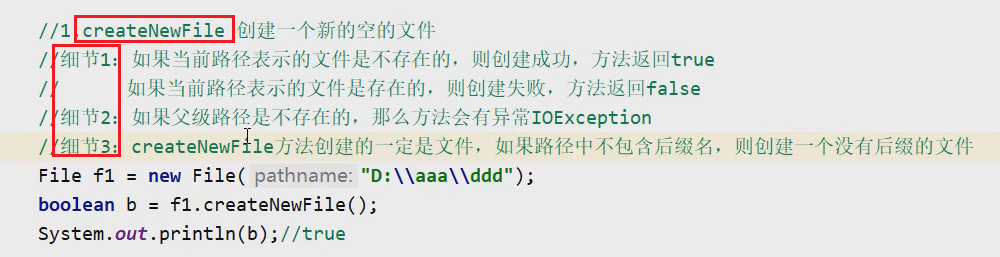 //1.createNewFile 创建一个新的空的文件
//细节1：如果当前路径表示的文件是不存在的，则创建成功，方法返回true
//      如果当前路径表示的文件是存在的，则创建失败，方法返回false
//细节2：如果父级路径是不存在的，那么方法会有异常IOException
//细节3：createNewFile方法创建的一定是文件，如果路径中不包含后缀名，则创建一个没有后缀的文件
File f1 = new File( pathname: "D:\\aaa\\ddd");
boolean b = f1.createNewFile();
System.out.println(b);//true